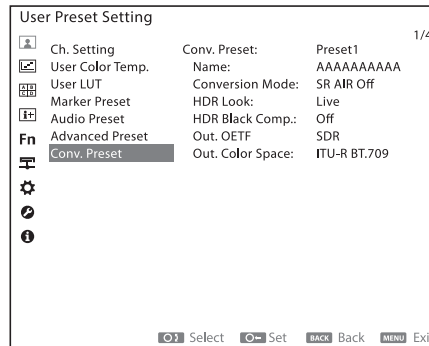 User Preset Setting
1/4
Ch. Setting Conv. Preset: Preset1
User Color Temp. Name: AAAAAAAAAA
User LUT Conversion Mode: SR AIR Off
Marker Preset HDR Look: Live
Audio Preset HDR Black Comp.: Off
Advanced Preset Out. OETF SDR
Conv. Preset Out. Color Space: ITU-R BT.709
A B
C D
i+
Fn
Select Set BACK Back MENU Exi